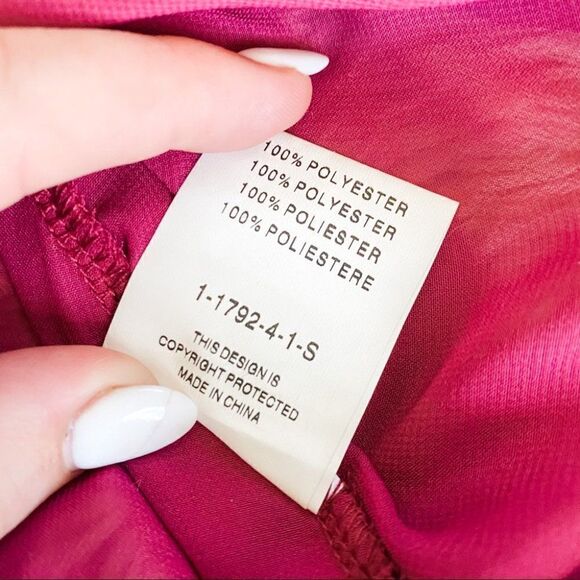 100% POLYESTER
100% POLYESTER
100% POLIESTER
100% POLIESTERE
1-1792-4-1-S
THIS DESIGN IS
COPYRIGHT PROTECTED
MADE IN CHINA